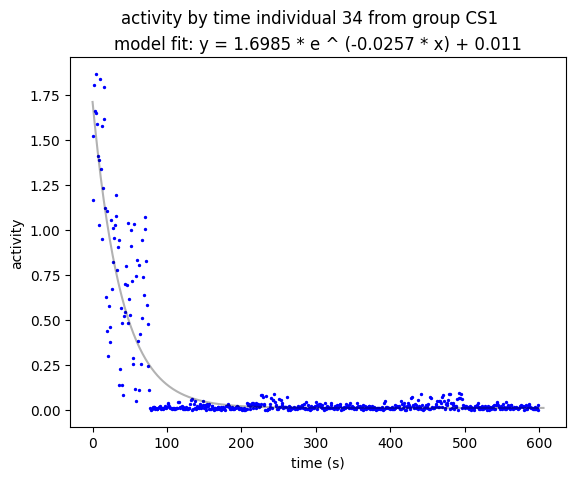 activity by time individual 34 from group CS1
model fit: y = 1.6985 * e ^ (-0.0257 * x) + 0.011
1.75
1.50
1.25
1.00
0.75
0.50
0.25
0.00
activity
0 100 200 300 400 500 600
time (s)